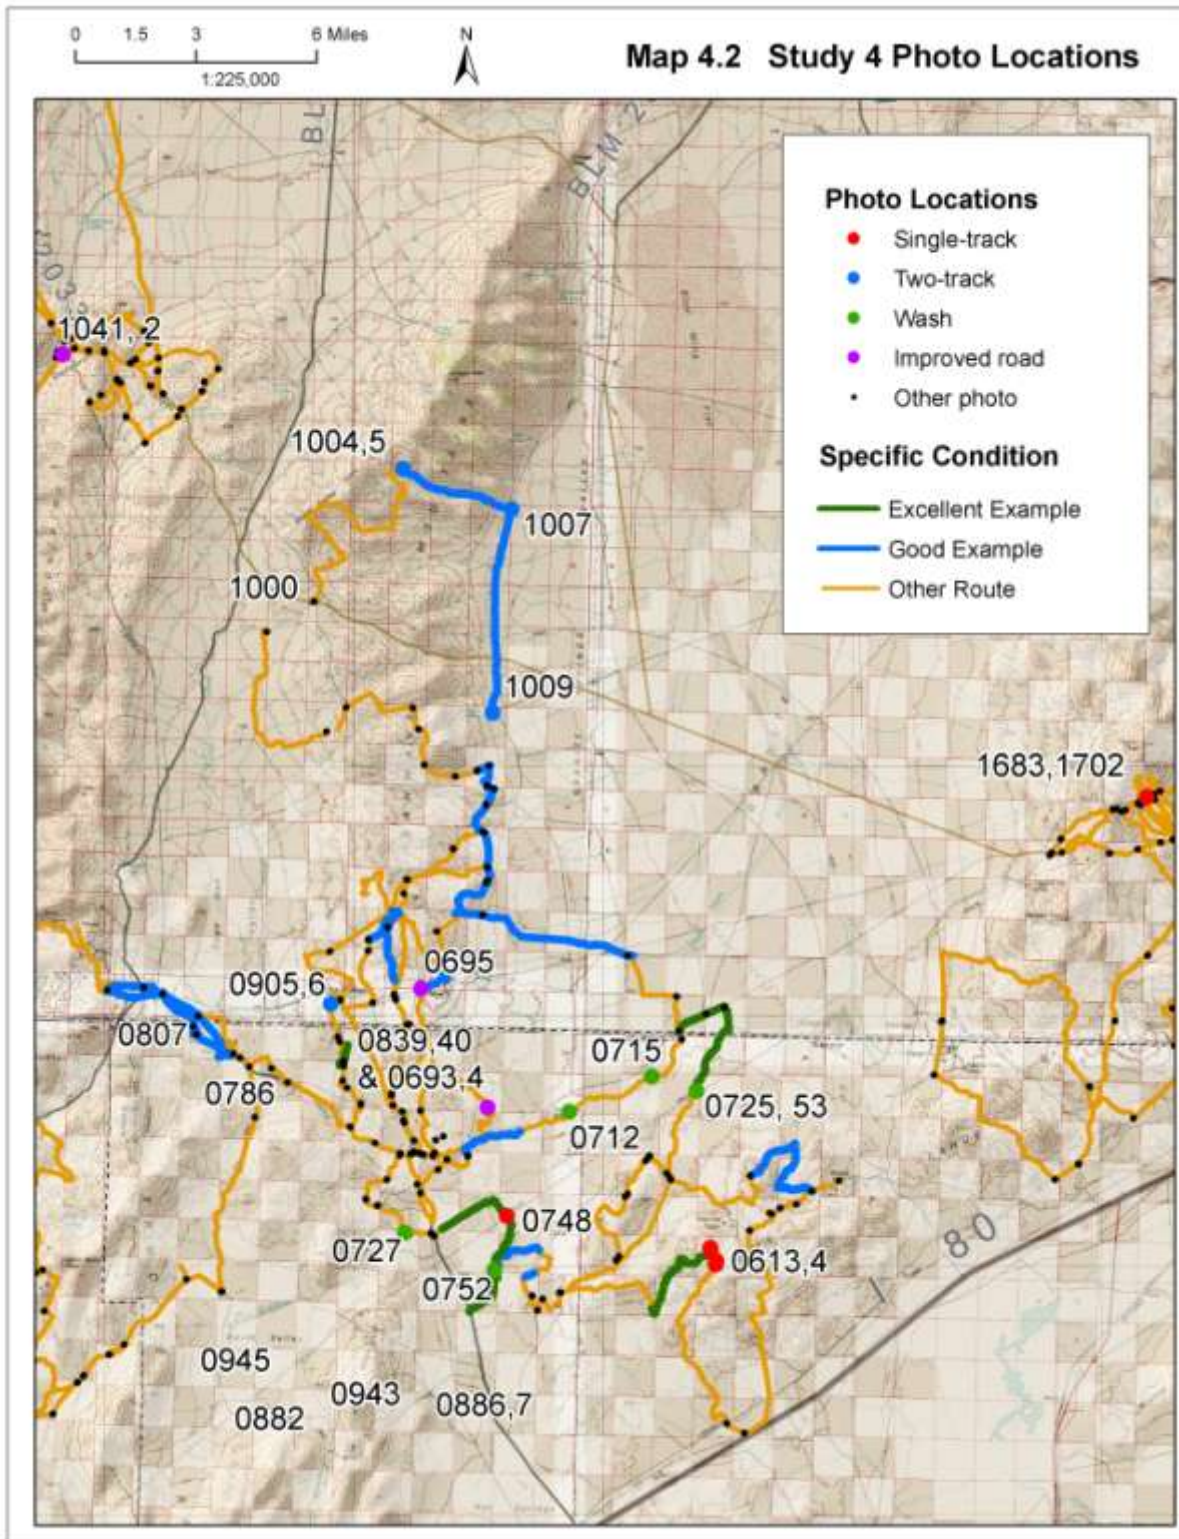 0 1.5 3 6 Miles
1:225,000
N
Map 4.2 Study 4 Photo Locations
BLM 2
Photo Locations
Single-track
Two-track
Wash
Improved road
Other photo
Specific Condition
Excellent Example
Good Example
Other Route
1041, 2
1004,5
1007
1000
1009
1683,1702
0905,6
0695
0807
0839,40
& 0693,4
0715
0786
0725, 53
0712
0748
0727
0613,4
0752
I-80
0945
0943
0886,7
0882